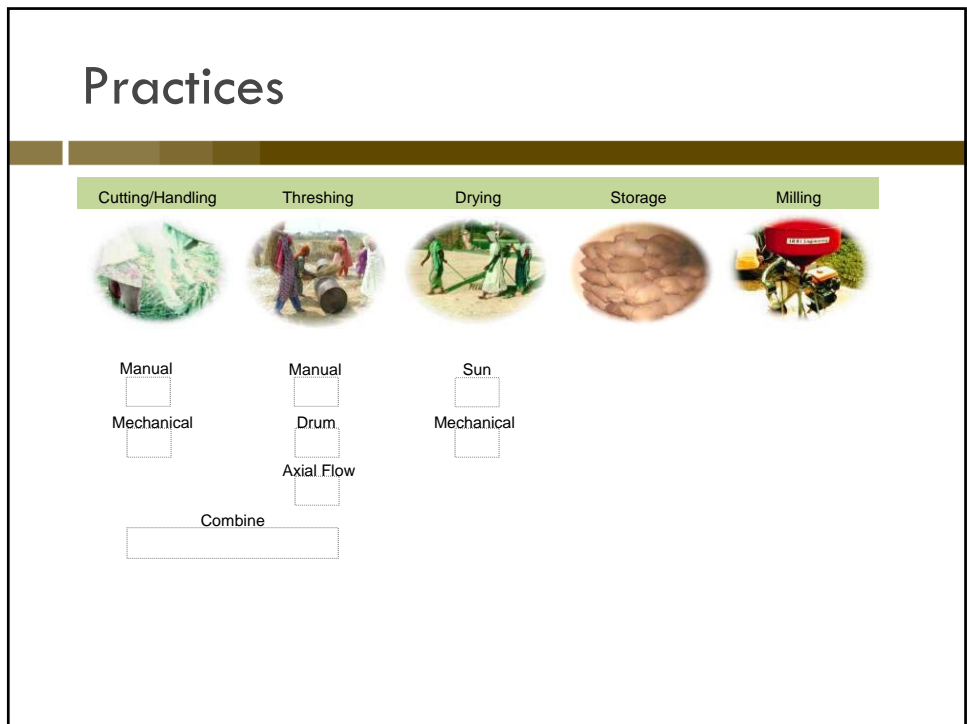 Practices
Cutting/Handling Threshing Drying Storage Milling
Manual Manual Sun
Mechanical Drum Mechanical
Axial Flow
Combine